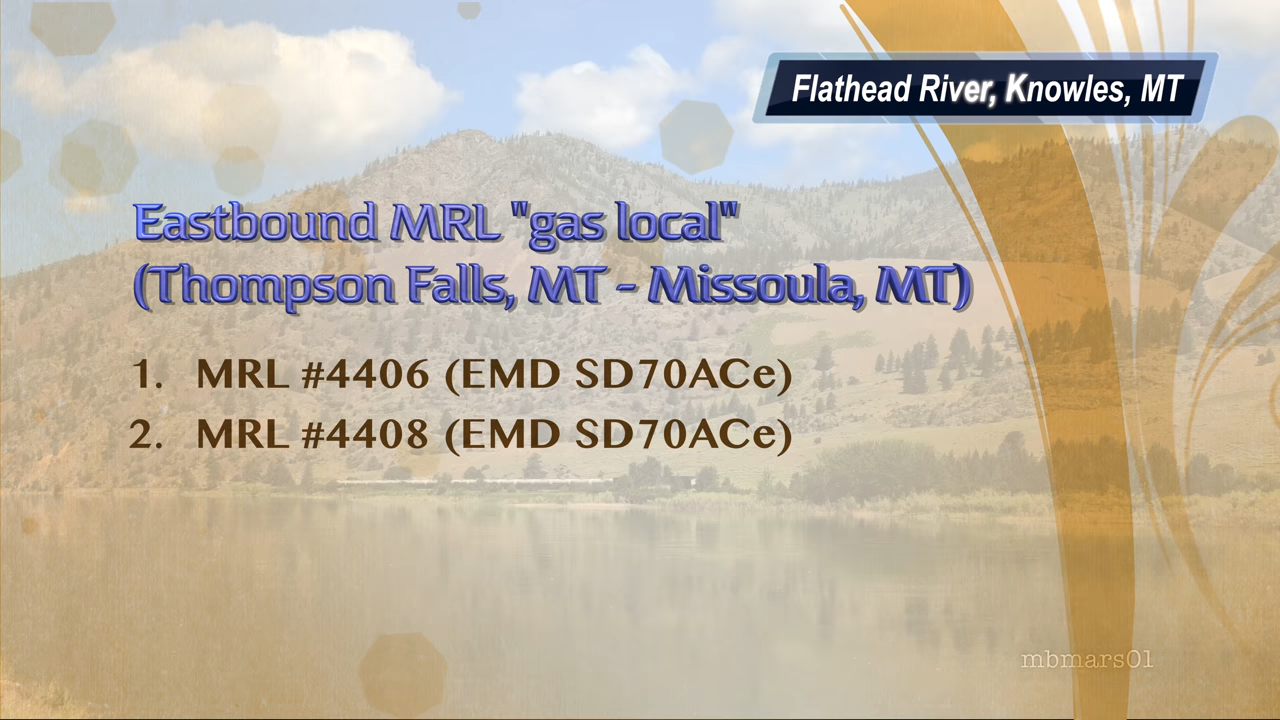 Flathead River, Knowles, MT
Eastbound MRL "gas local"
(Thompson Falls, MT - Missoula, MT)
1. MRL #4406 (EMD SD70ACe)
2. MRL #4408 (EMD SD70ACe)
mbmars01